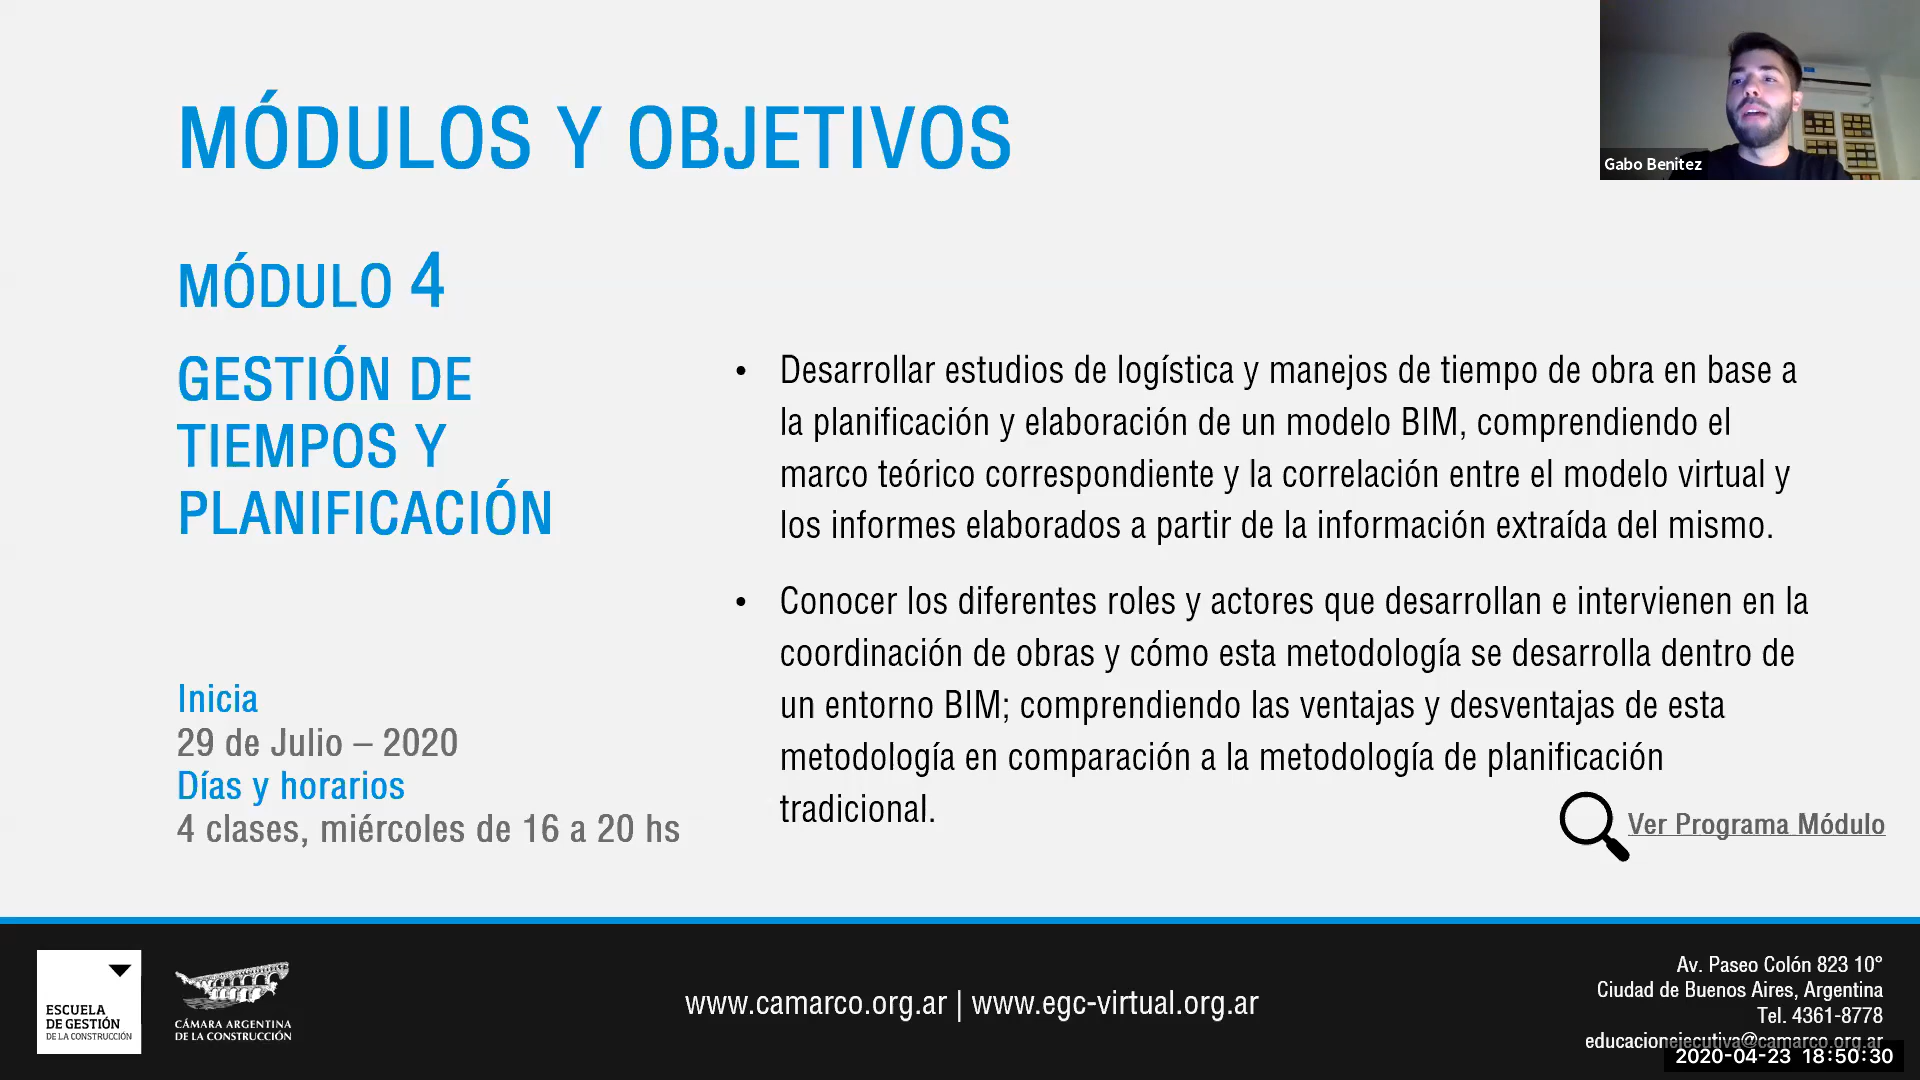 MÓDULOS Y OBJETIVOS
Gabo Benitez
MÓDULO 4
GESTIÓN DE
TIEMPOS Y
PLANIFICACIÓN
Inicia
29 de Julio – 2020
Días y horarios
4 clases, miércoles de 16 a 20 hs
• Desarrollar estudios de logística y manejos de tiempo de obra en base a
la planificación y elaboración de un modelo BIM, comprendiendo el
marco teórico correspondiente y la correlación entre el modelo virtual y
los informes elaborados a partir de la información extraída del mismo.
• Conocer los diferentes roles y actores que desarrollan e intervienen en la
coordinación de obras y cómo esta metodología se desarrolla dentro de
un entorno BIM; comprendiendo las ventajas y desventajas de esta
metodología en comparación a la metodología de planificación
tradicional.
Ver Programa Módulo
ESCUELA
DE GESTIÓN
DE LA CONSTRUCCIÓN
CÁMARA ARGENTINA
DE LA CONSTRUCCIÓN
www.camarco.org.ar | www.egc-virtual.org.ar
Av. Paseo Colón 823 10°
Ciudad de Buenos Aires, Argentina
Tel. 4361-8778
educacionejecutiva@camarco.org.ar
2020-04-23 18:50:30